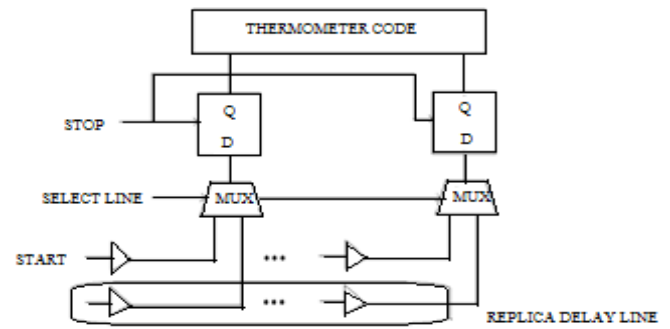 THERMOMETER CODE
Q
D
Q
D
STOP
SELECT LINE
MUX
MUX
START
...
...
REPLICA DELAY LINE